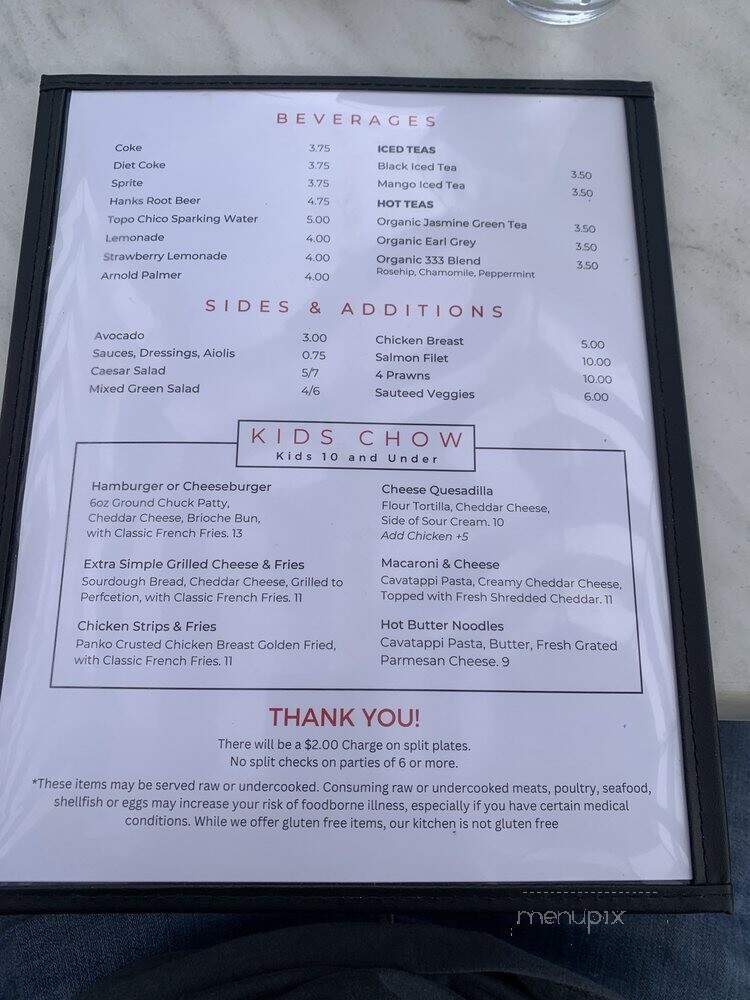 BEVERAGES
Coke 3.75
Diet Coke 3.75
Sprite 3.75
Hanks Root Beer 4.75
Topo Chico Sparking Water 5.00
Lemonade 4.00
Strawberry Lemonade 4.00
Arnold Palmer 4.00
ICED TEAS
Black Iced Tea 3.50
Mango Iced Tea 3.50
HOT TEAS
Organic Jasmine Green Tea 3.50
Organic Earl Grey 3.50
Organic 333 Blend 3.50
Rosehip, Chamomile, Peppermint
SIDES & ADDITIONS
Avocado 3.00
Sauces, Dressings, Aiolis 0.75
Caesar Salad 5/7
Mixed Green Salad 4/6
Chicken Breast 5.00
Salmon Filet 10.00
4 Prawns 10.00
Sauteed Veggies 6.00
KIDS CHOW
Kids 10 and Under
Hamburger or Cheeseburger
6oz Ground Chuck Patty,
Cheddar Cheese, Brioche Bun,
with Classic French Fries. 13
Extra Simple Grilled Cheese & Fries
Sourdough Bread, Cheddar Cheese, Grilled to
Perfcetion, with Classic French Fries. 11
Chicken Strips & Fries
Panko Crusted Chicken Breast Golden Fried,
with Classic French Fries. 11
Cheese Quesadilla
Flour Tortilla, Cheddar Cheese,
Side of Sour Cream. 10
Add Chicken +5
Macaroni & Cheese
Cavatappi Pasta, Creamy Cheddar Cheese,
Topped with Fresh Shredded Cheddar. 11
Hot Butter Noodles
Cavatappi Pasta, Butter, Fresh Grated
Parmesan Cheese. 9
THANK YOU!
There will be a $2.00 Charge on split plates.
No split checks on parties of 6 or more.
*These items may be served raw or undercooked. Consuming raw or undercooked meats, poultry, seafood,
shellfish or eggs may increase your risk of foodborne illness, especially if you have certain medical
conditions. While we offer gluten free items, our kitchen is not gluten free
menupix